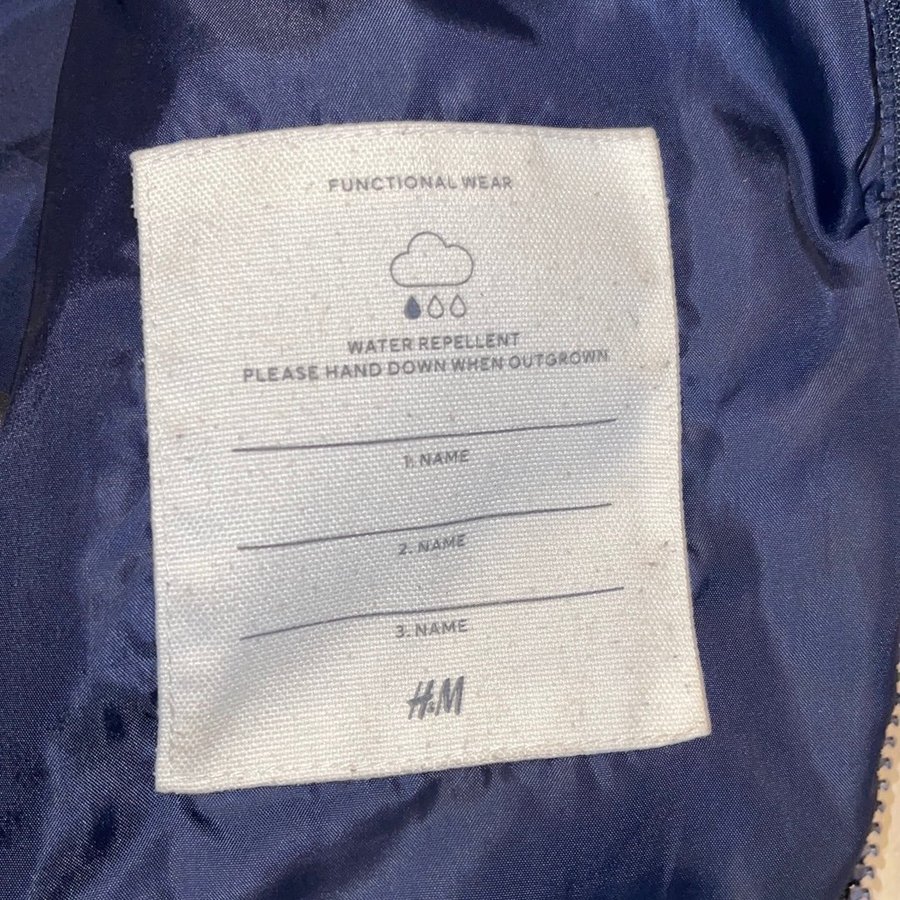 FUNCTIONAL WEAR
WATER REPELLENT
PLEASE HAND DOWN WHEN OUTGROWN
1. NAME
2. NAME
3. NAME
H&M